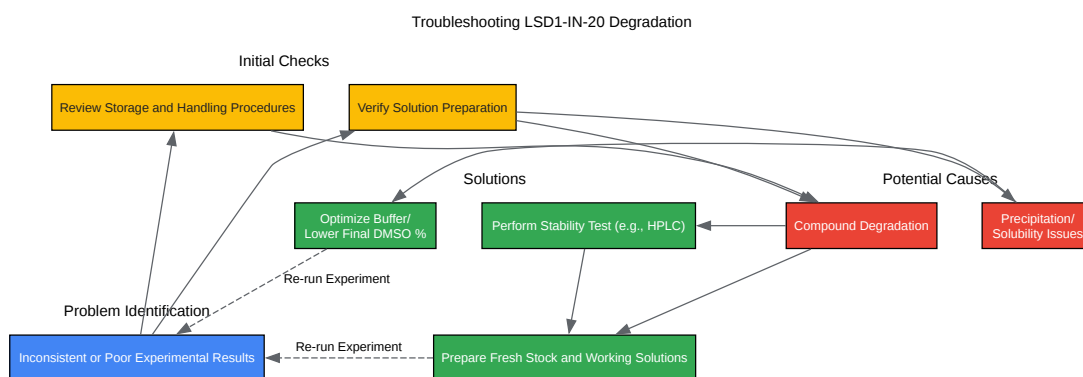 Troubleshooting LSD1-IN-20 Degradation
Initial Checks
Review Storage and Handling Procedures
Verify Solution Preparation
Solutions
Potential Causes
Optimize Buffer/
Lower Final DMSO %
Perform Stability Test (e.g., HPLC)
Compound Degradation
Precipitation/
Solubility Issues
Re-run Experiment
Problem Identification
Inconsistent or Poor Experimental Results
Re-run Experiment
Prepare Fresh Stock and Working Solutions